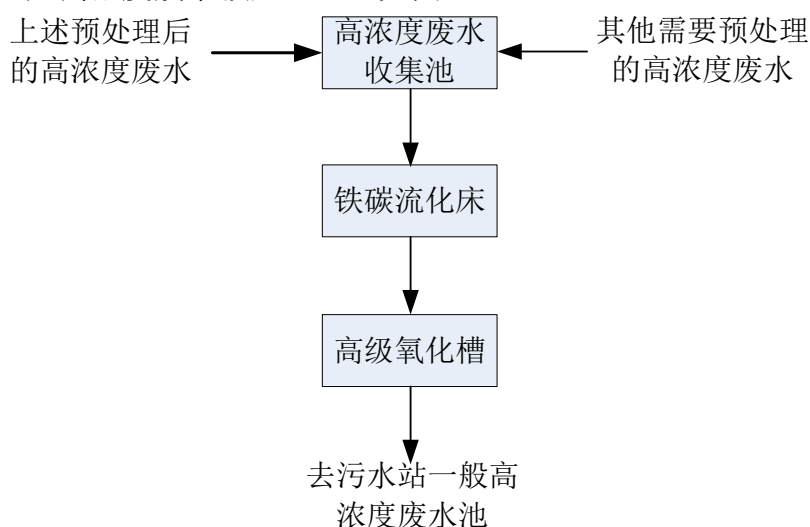 上述预处理后
的高浓度废水
高浓度废水
收集池
其他需要预处理
的高浓度废水
铁碳流化床
高级氧化槽
去污水站一般高
浓度废水池